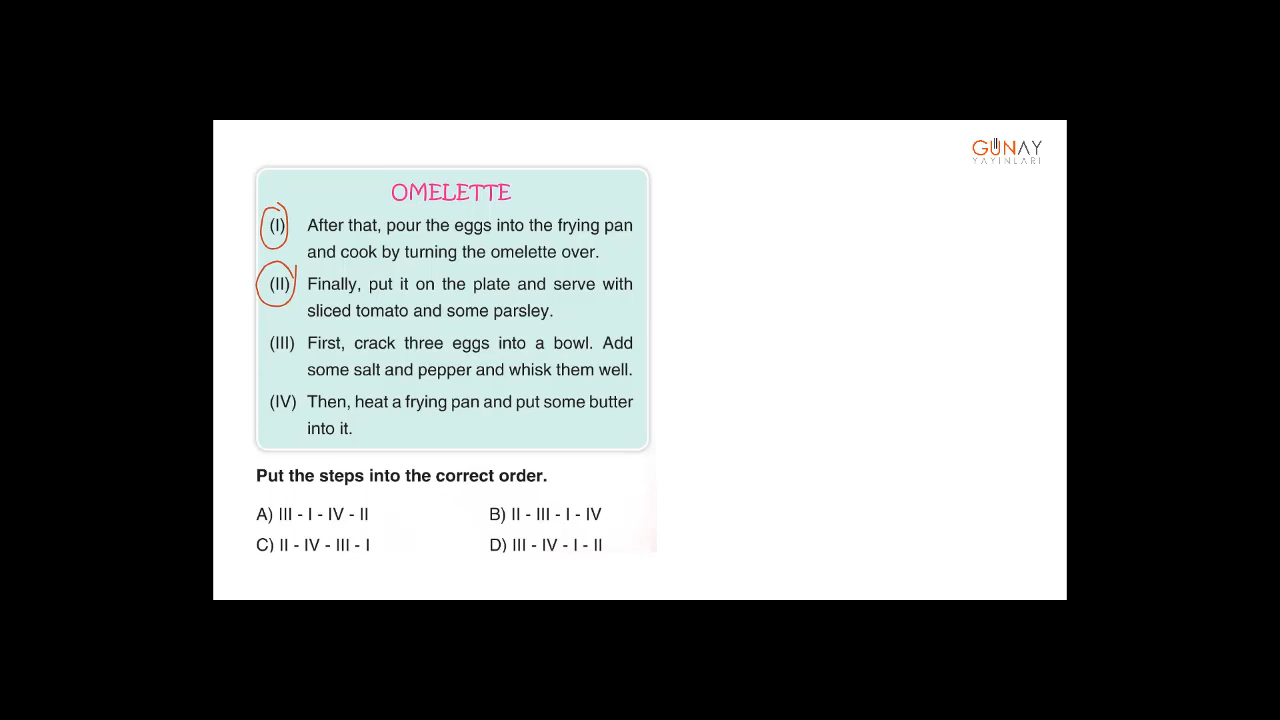 GÜNAY
YAYINLARI
OMELETTE
(I) After that, pour the eggs into the frying pan
and cook by turning the omelette over.
(II) Finally, put it on the plate and serve with
sliced tomato and some parsley.
(III) First, crack three eggs into a bowl. Add
some salt and pepper and whisk them well.
(IV) Then, heat a frying pan and put some butter
into it.
Put the steps into the correct order.
A) III - I - IV - II
B) II - III - I - IV
C) II - IV - III - I
D) III - IV - I - II